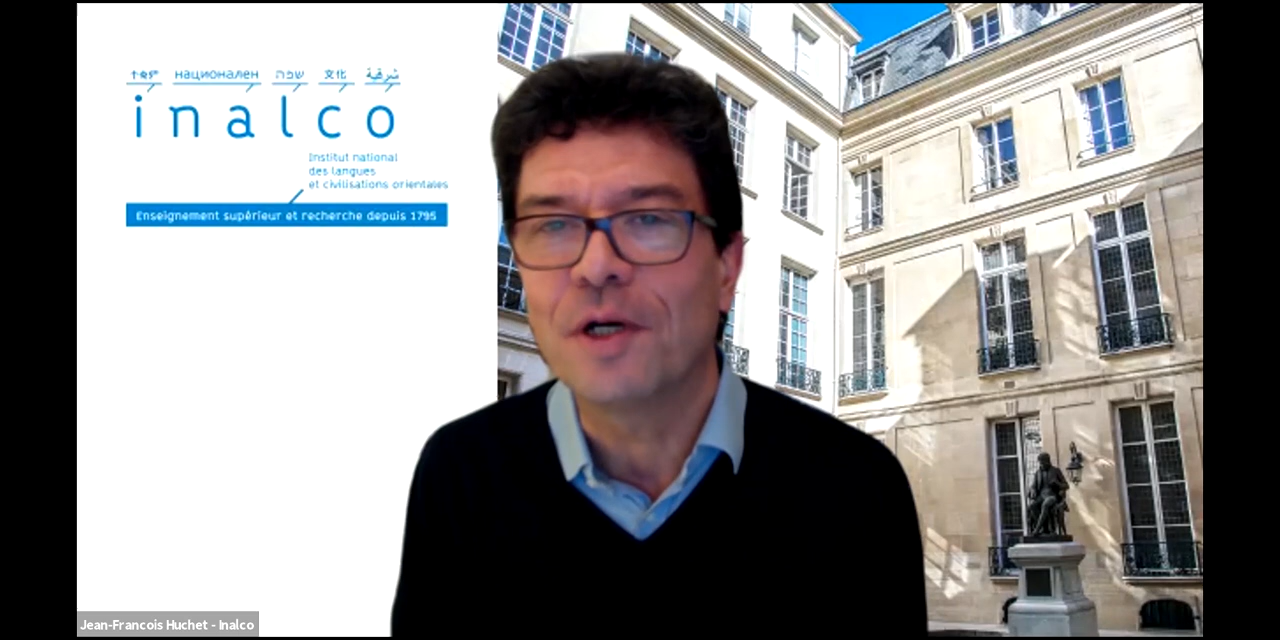 ትቋም национален שפה 文化 شرقية
inalco
Institut national
des langues
et civilisations orientales
Enseignement supérieur et recherche depuis 1795
Jean-Francois Huchet - Inalco